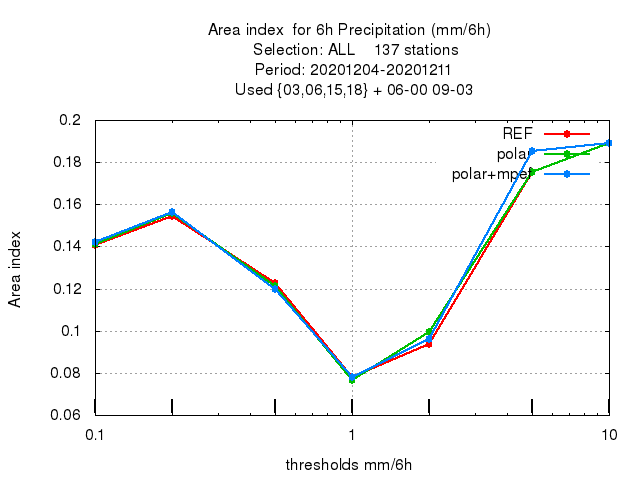 Area index  for 6h Precipitation (mm/6h)
Selection: ALL    137 stations
Period: 20201204-20201211
Used {03,06,15,18} + 06-00 09-03
0.2
0.18
0.16
0.14
0.12
0.1
0.08
0.06
Area index
REF
polar
polar+mpef
0.1
1
10
thresholds mm/6h